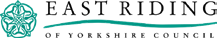 EAST RIDING
OF YORKSHIRE COUNCIL